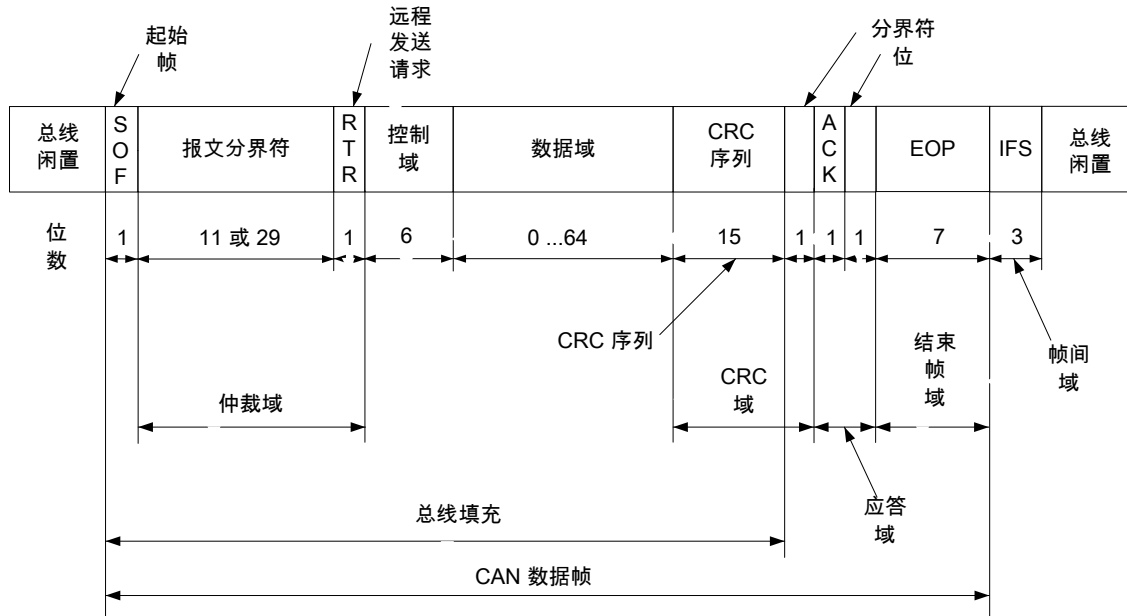 起始
帧
远程
发送
请求
分界符
位
总线
闲置
S
O
F
报文分界符
R
T
R
控制
域
数据域
CRC
序列
A
C
K
EOP
IFS
总线
闲置
位
数
1
11 或 29
1
6
0 ...64
15
1
1
1
7
3
CRC 序列
仲裁域
CRC
域
结束
帧
域
帧间
域
应答
域
总线填充
CAN 数据帧